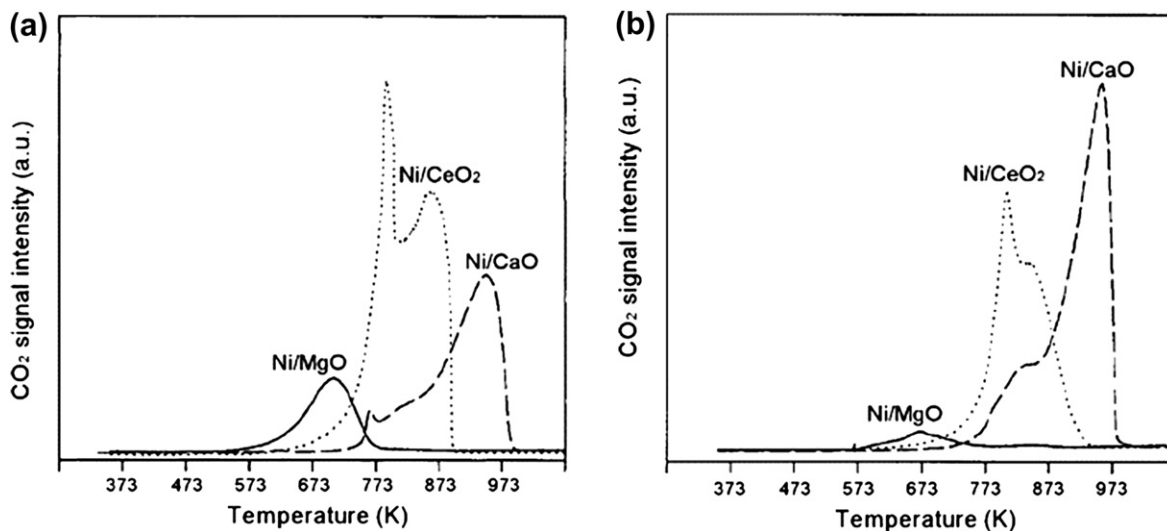 (a)
CO₂ signal intensity (a.u.)
Ni/CeO₂
Ni/CaO
Ni/MgO
373 473 573 673 773 873 973
Temperature (K)
(b)
CO₂ signal intensity (a.u.)
Ni/CaO
Ni/CeO₂
Ni/MgO
373 473 573 673 773 873 973
Temperature (K)